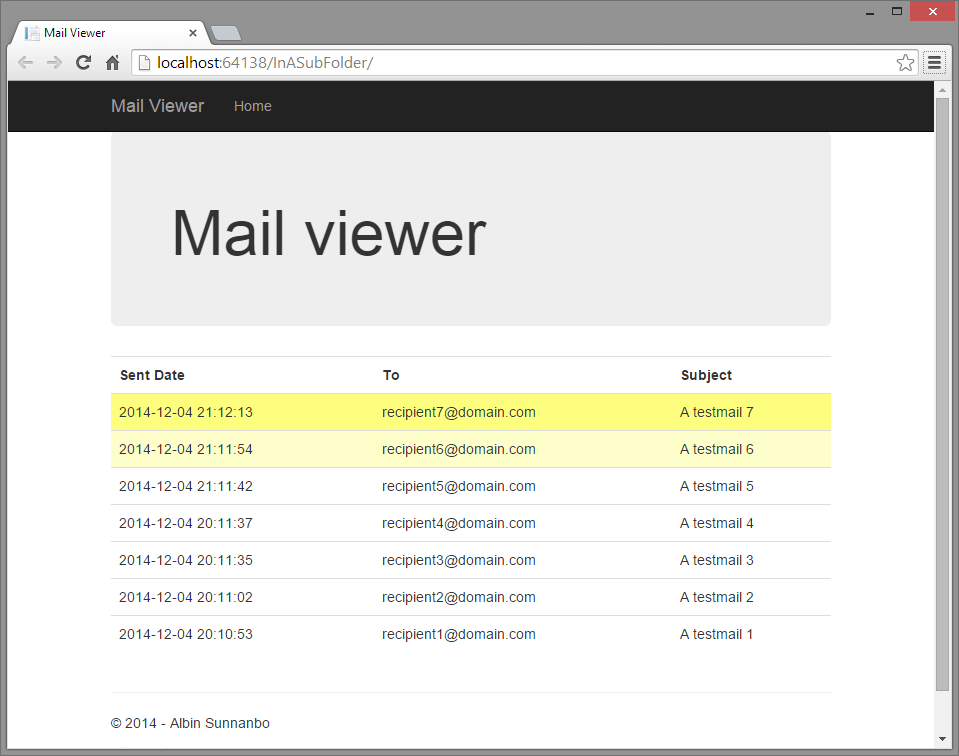 Mail Viewer
localhost:64138/InASubFolder/
Mail Viewer Home
Mail viewer
Sent Date To Subject
2014-12-04 21:12:13 recipient7@domain.com A testmail 7
2014-12-04 21:11:54 recipient6@domain.com A testmail 6
2014-12-04 21:11:42 recipient5@domain.com A testmail 5
2014-12-04 20:11:37 recipient4@domain.com A testmail 4
2014-12-04 20:11:35 recipient3@domain.com A testmail 3
2014-12-04 20:11:02 recipient2@domain.com A testmail 2
2014-12-04 20:10:53 recipient1@domain.com A testmail 1
© 2014 - Albin Sunnanbo